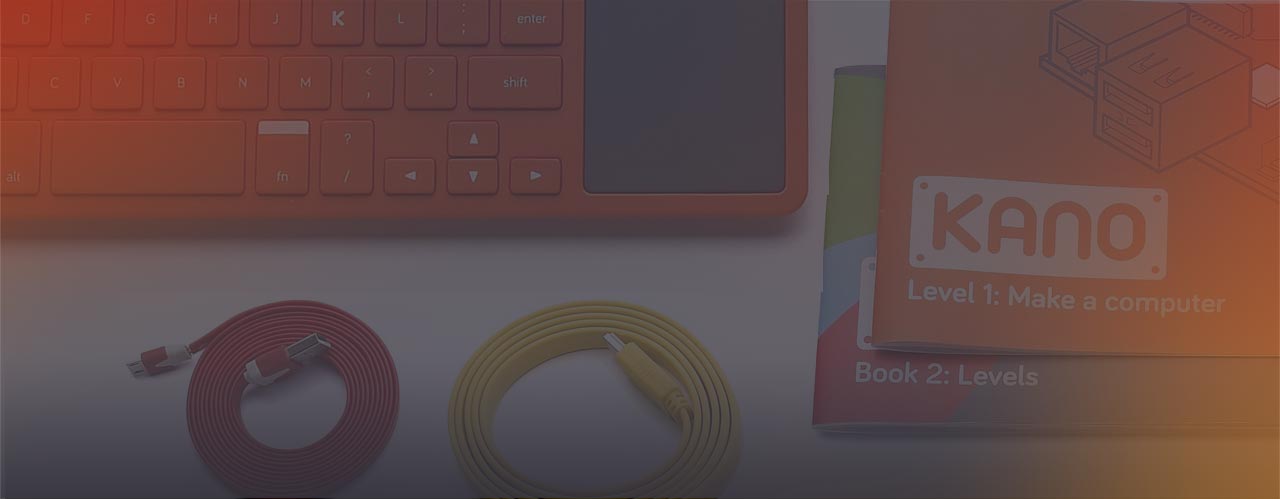 D F G H J K L : ; enter
C V B N M < , > . shift
alt fn ? /
KANO
Level 1: Make a computer
Book 2: Levels